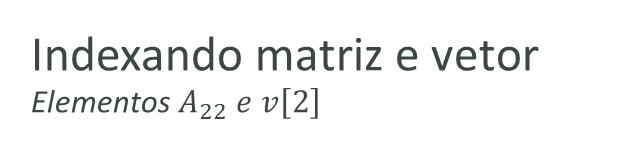 Indexando matriz e vetor
Elementos A₂₂ e v[2]